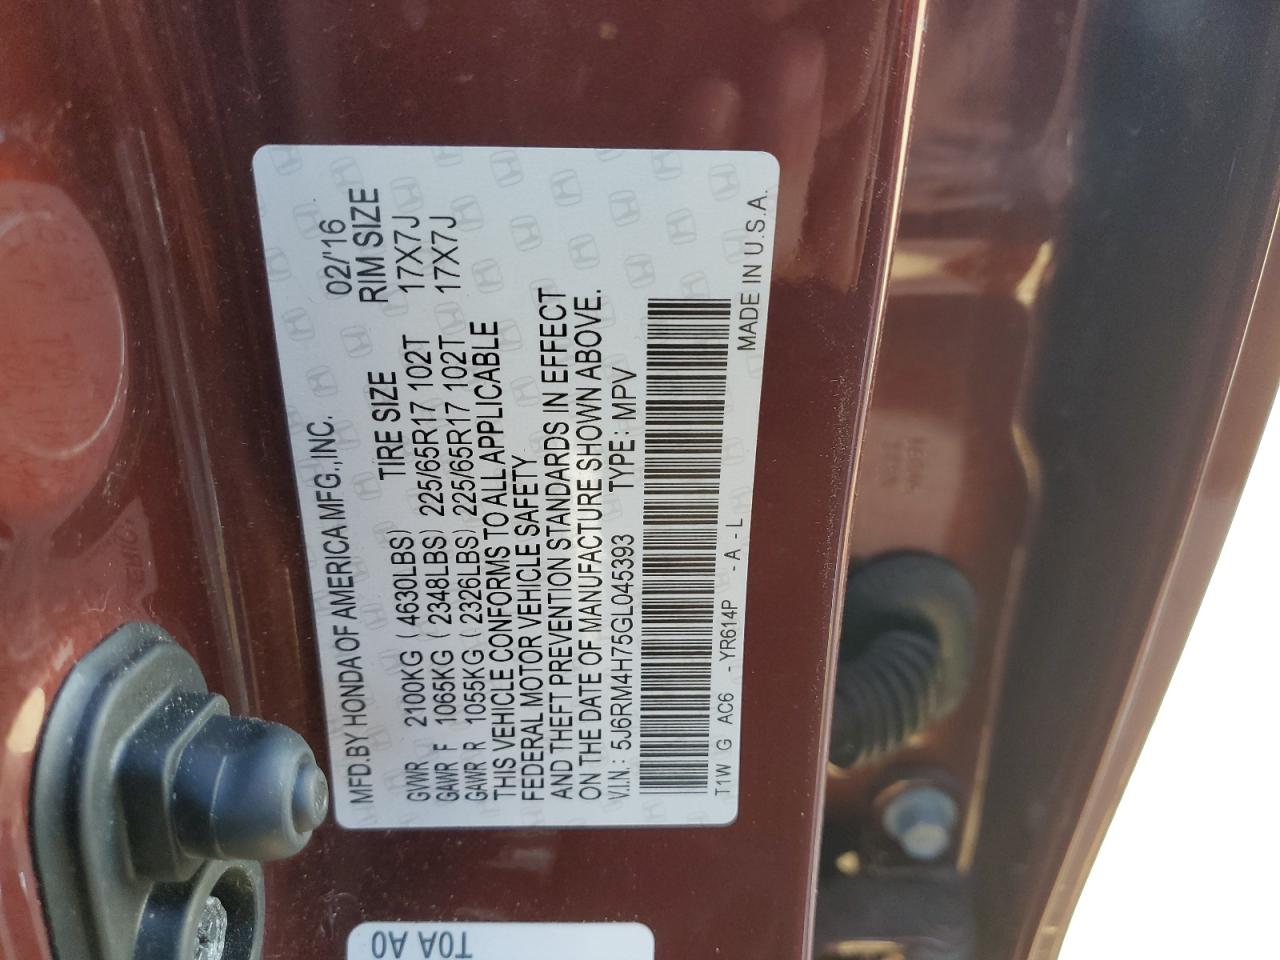 MFD.BY HONDA OF AMERICA MFG.,INC. 02/'16
TIRE SIZE RIM SIZE
GVWR 2100KG ( 4630LBS)
GAWR F 1065KG ( 2348LBS) 225/65R17 102T 17X7J
GAWR R 1055KG ( 2326LBS) 225/65R17 102T 17X7J
THIS VEHICLE CONFORMS TO ALL APPLICABLE
FEDERAL MOTOR VEHICLE SAFETY
AND THEFT PREVENTION STANDARDS IN EFFECT
ON THE DATE OF MANUFACTURE SHOWN ABOVE.
V.I.N.: 5J6RM4H75GL045393 TYPE: MPV
T1W G AC6 -YR614P -A-L MADE IN U.S.A.
T0A A0